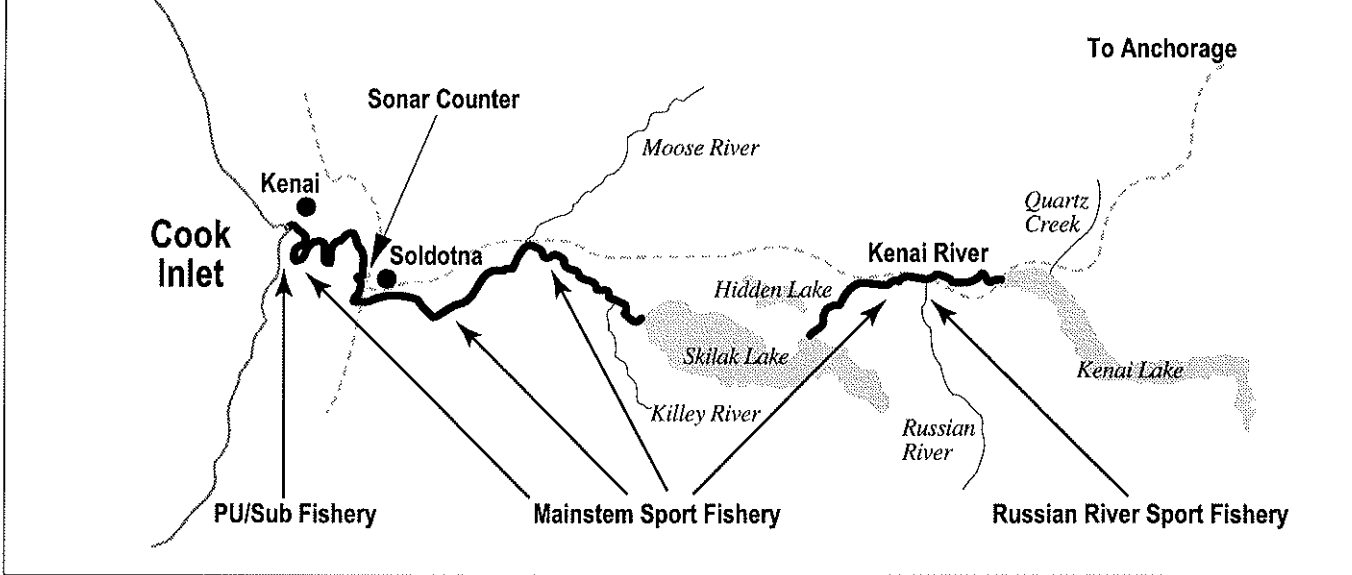 To Anchorage
Sonar Counter
Moose River
Kenai
Quartz
Creek
Cook
Inlet
Soldotna
Kenai River
Hidden Lake
Skilak Lake
Kenai Lake
Killey River
Russian
River
PU/Sub Fishery
Mainstem Sport Fishery
Russian River Sport Fishery